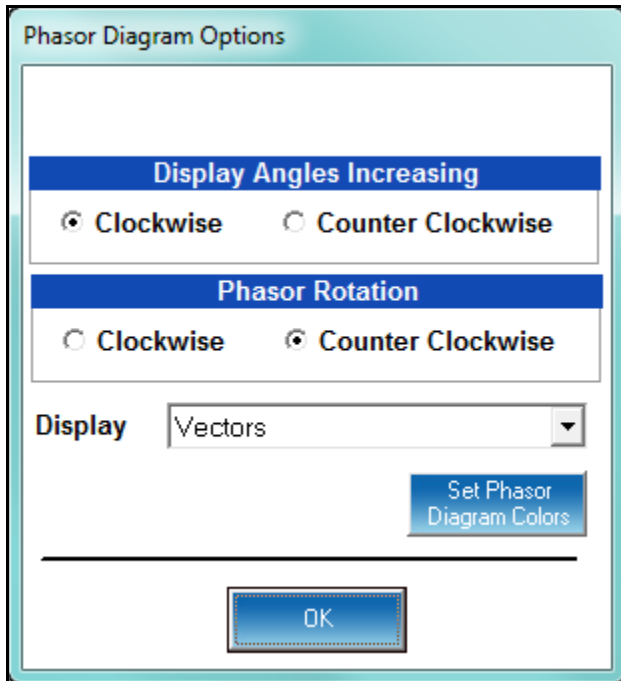 Phasor Diagram Options
Display Angles Increasing
Clockwise Counter Clockwise
Phasor Rotation
Clockwise Counter Clockwise
Display Vectors
Set Phasor
Diagram Colors
OK